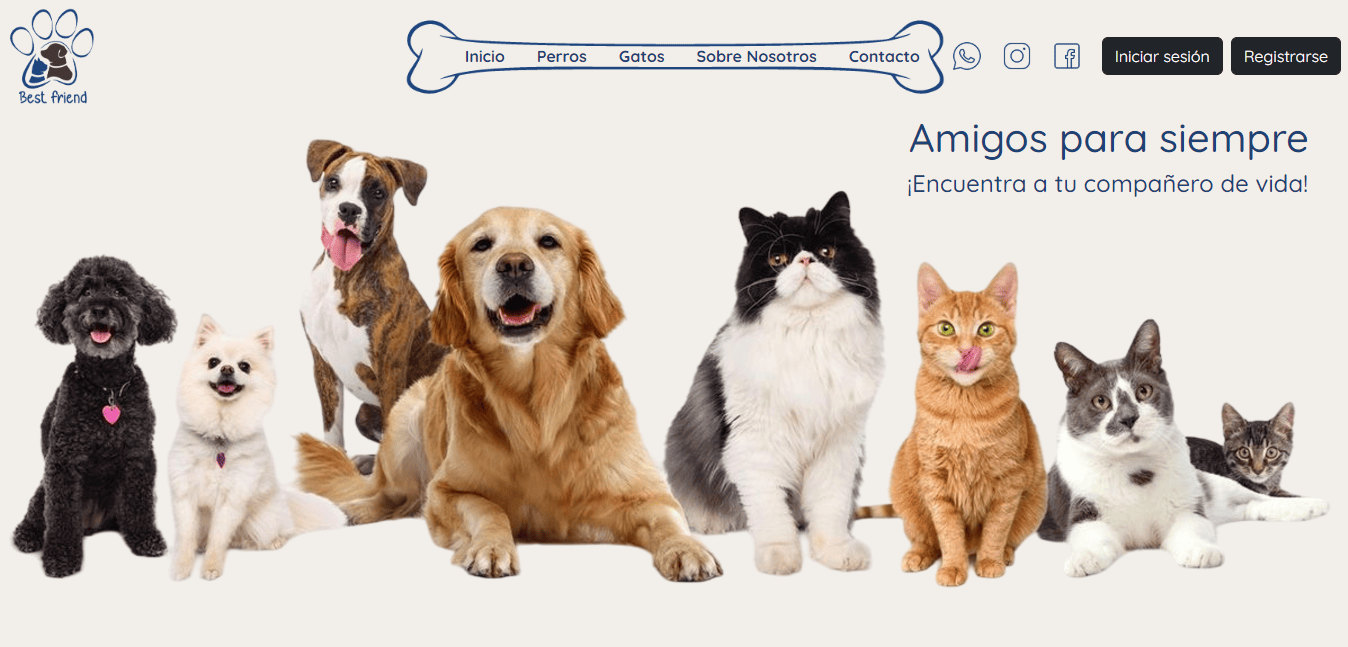 Best friend
Inicio Perros Gatos Sobre Nosotros Contacto
Iniciar sesión Registrarse
Amigos para siempre
¡Encuentra a tu compañero de vida!